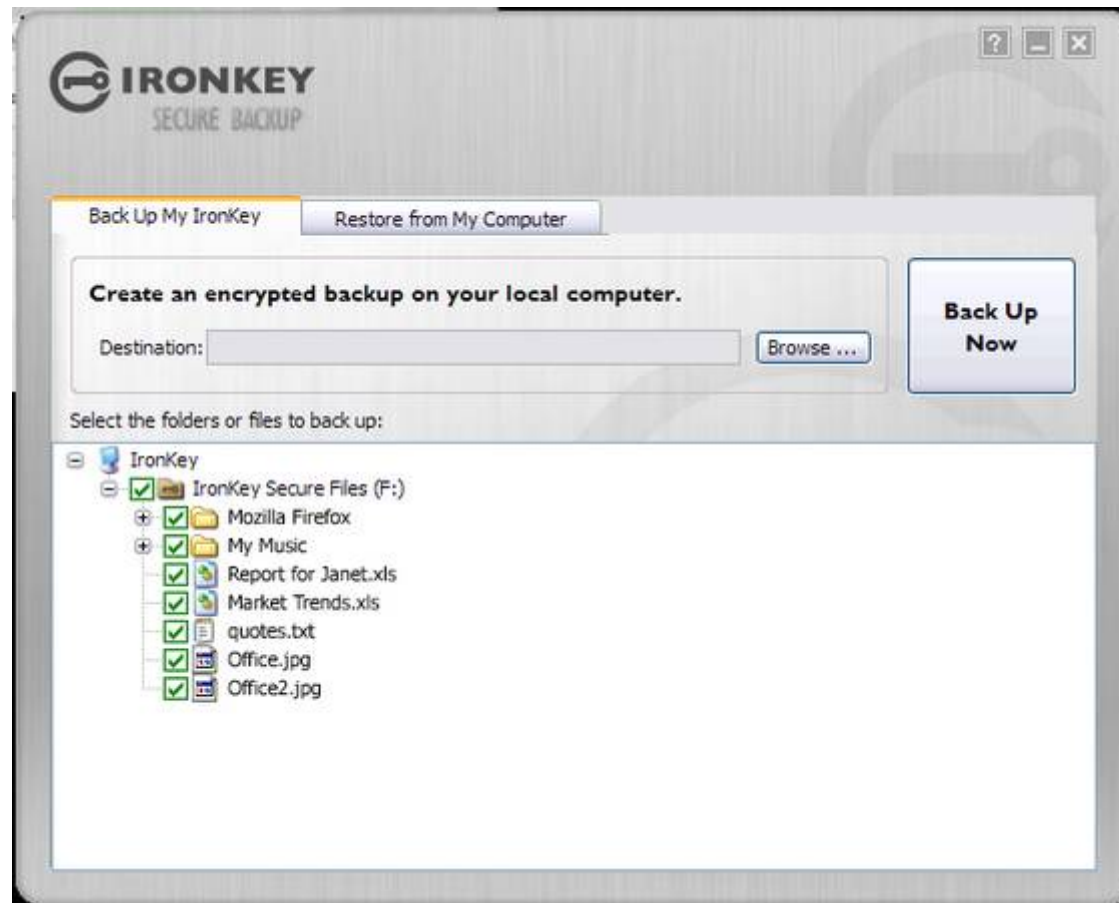 IRONKEY
SECURE BACKUP
Back Up My IronKey
Restore from My Computer
Create an encrypted backup on your local computer.
Destination:
Browse ...
Back Up
Now
Select the folders or files to back up:
IronKey
IronKey Secure Files (F:)
Mozilla Firefox
My Music
Report for Janet.xls
Market Trends.xls
quotes.txt
Office.jpg
Office2.jpg